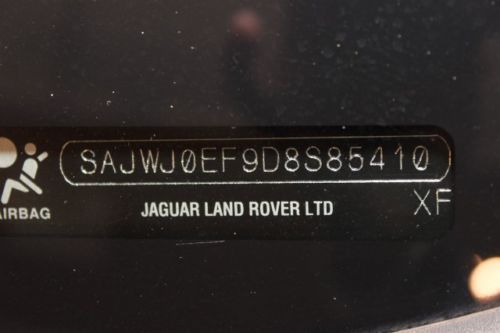 SAJWJ0EF9D8S85410
AIRBAG
JAGUAR LAND ROVER LTD
XF